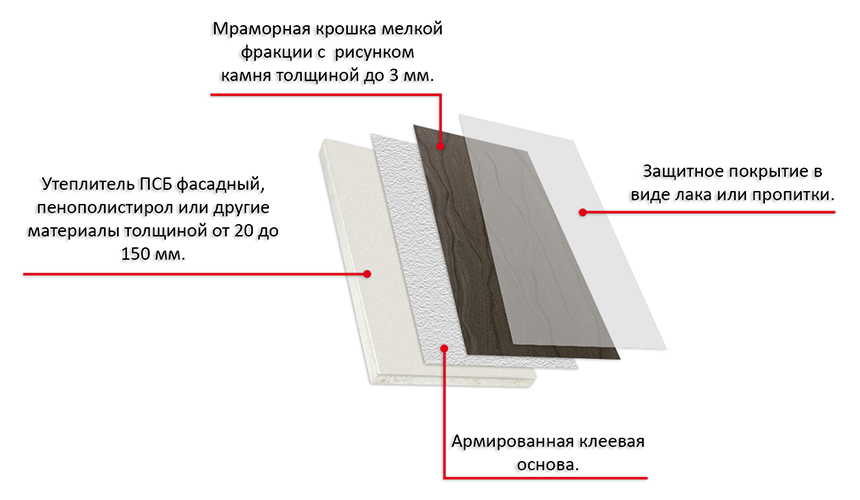 Мраморная крошка мелкой
фракции с рисунком
камня толщиной до 3 мм.
Утеплитель ПСБ фасадный,
пенополистирол или другие
материалы толщиной от 20 до
150 мм.
Защитное покрытие в
виде лака или пропитки.
Армированная клеевая
основа.